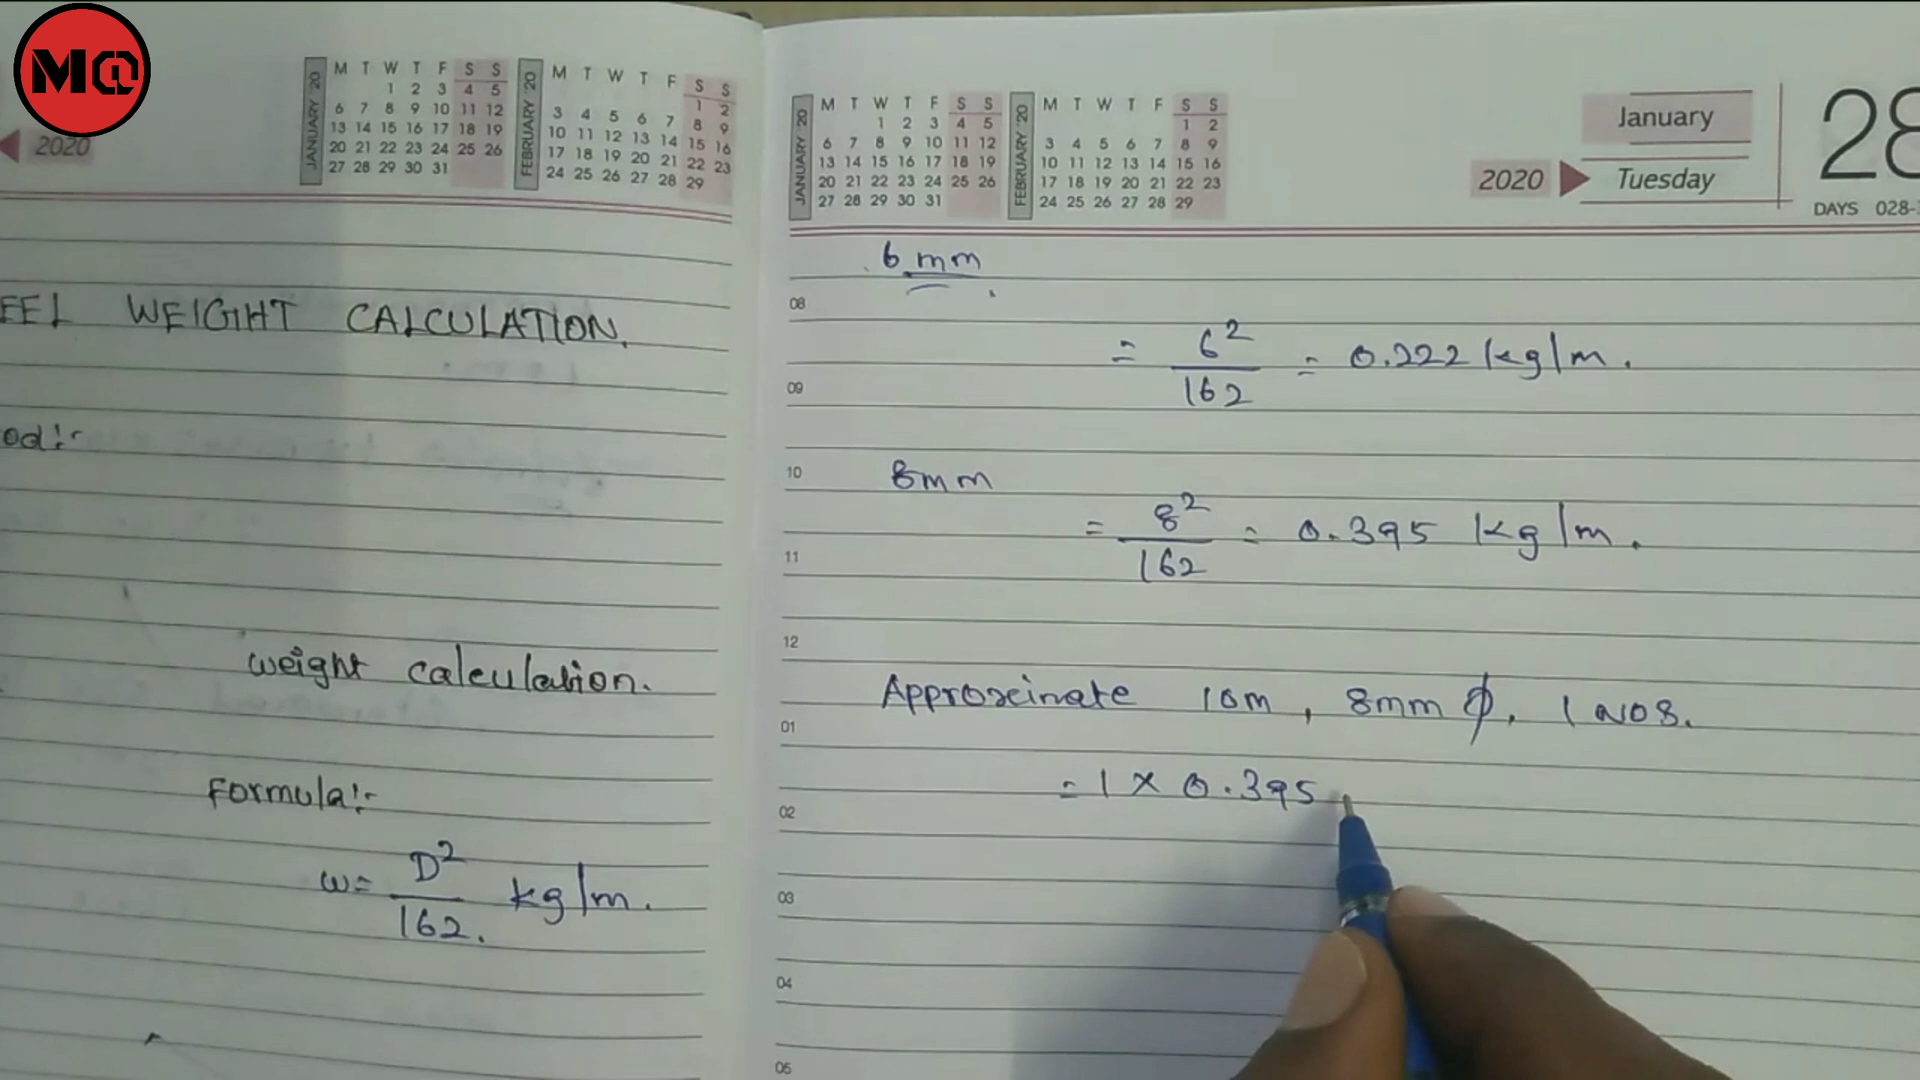 M@
2020
JANUARY '20
M T W T F S S
1 2 3 4 5
6 7 8 9 10 11 12
13 14 15 16 17 18 19
20 21 22 23 24 25 26
27 28 29 30 31
FEBRUARY '20
M T W T F S S
1 2
3 4 5 6 7 8 9
10 11 12 13 14 15 16
17 18 19 20 21 22 23
24 25 26 27 28 29
EEL WEIGHT CALCULATION.
od:-
weight calculation.
Formula:-
w= D²/162. kg/m.
JANUARY '20
M T W T F S S
1 2 3 4 5
6 7 8 9 10 11 12
13 14 15 16 17 18 19
20 21 22 23 24 25 26
27 28 29 30 31
FEBRUARY '20
M T W T F S S
1 2
3 4 5 6 7 8 9
10 11 12 13 14 15 16
17 18 19 20 21 22 23
24 25 26 27 28 29
2020
January
Tuesday
28
DAYS 028-
6mm
08
= 6²/162 = 0.222 kg/m.
09
10
8mm
= 8²/162 = 0.395 kg/m.
11
12
Approximate 10m, 8mm ϕ, 1 NOS.
01
= 1 × 0.395
02
03
04
05